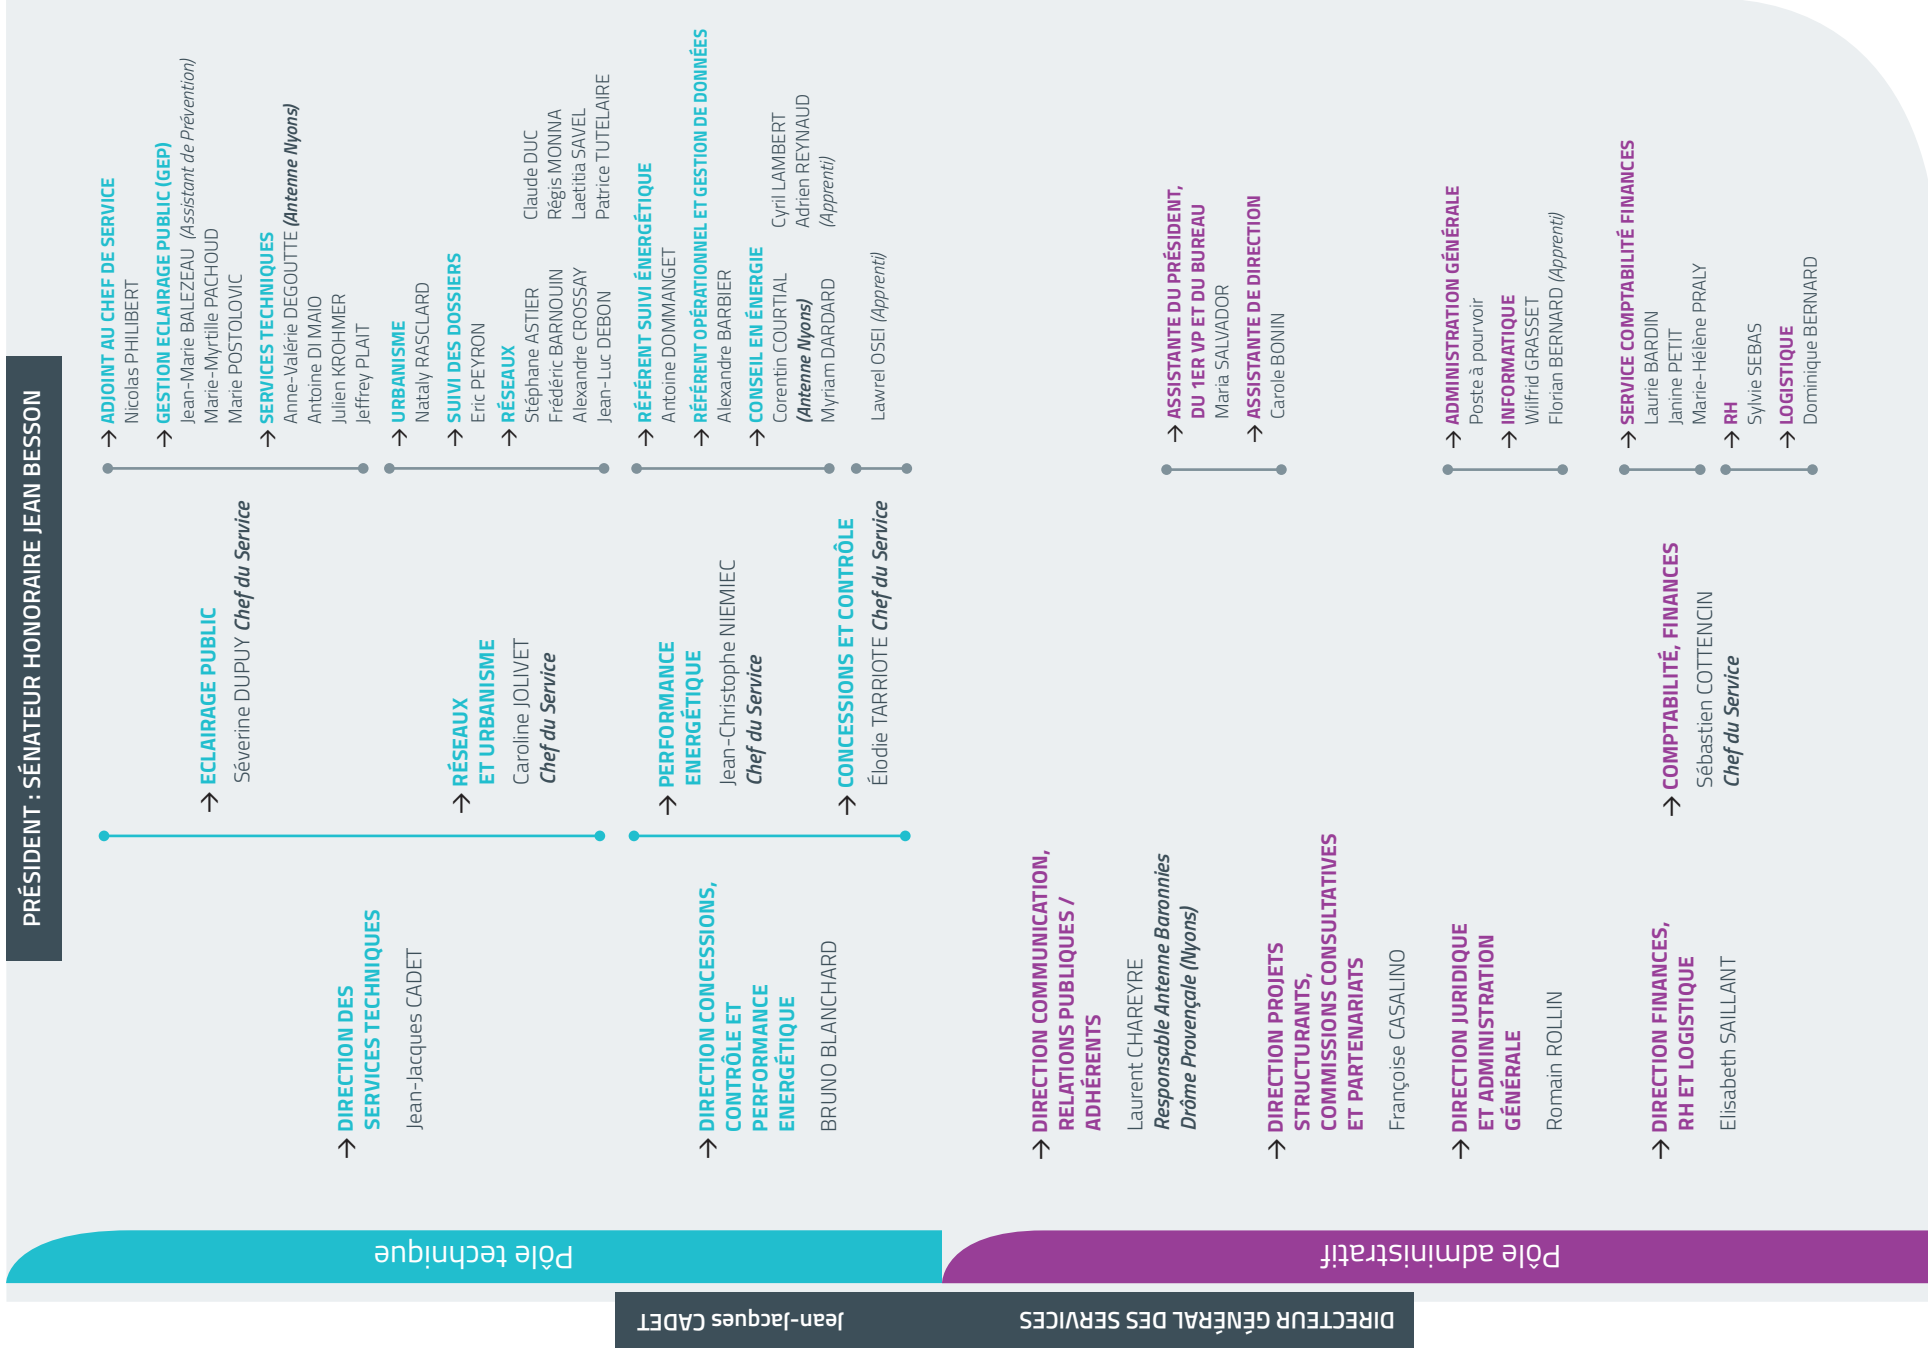 PRÉSIDENT : SÉNATEUR HONORAIRE JEAN BESSON
DIRECTEUR GÉNÉRAL DES SERVICES
Jean-Jacques CADET
Pôle technique
DIRECTION DES
SERVICES TECHNIQUES
Jean-Jacques CADET
ECLAIRAGE PUBLIC
Séverine DUPUY Chef du Service
ADJOINT AU CHEF DE SERVICE
Nicolas PHILIBERT
GESTION ECLAIRAGE PUBLIC (GEP)
Jean-Marie BALEZEAU (Assistant de Prévention)
Marie-Myrtille PACHOUD
Marie POSTOLOVIC
SERVICES TECHNIQUES
Anne-Valérie DEGOUTTE (Antenne Nyons)
Antoine DI MAIO
Julien KROHMER
Jeffrey PLAIT
RÉSEAUX
ET URBANISME
Caroline JOLIVET
Chef du Service
URBANISME
Nataly RASCLARD
SUIVI DES DOSSIERS
Eric PEYRON
RÉSEAUX
Stéphane ASTIER
Frédéric BARNOUIN
Alexandre CROSSAY
Jean-Luc DEBON
Claude DUC
Régis MONNA
Laetitia SAVEL
Patrice TUTELAIRE
DIRECTION CONCESSIONS,
CONTRÔLE ET
PERFORMANCE
ENERGÉTIQUE
BRUNO BLANCHARD
PERFORMANCE
ENERGÉTIQUE
Jean-Christophe NIEMIEC
Chef du Service
RÉFÉRENT SUIVI ÉNERGÉTIQUE
Antoine DOMMANGET
RÉFÉRENT OPÉRATIONNEL ET GESTION DE DONNÉES
Alexandre BARBIER
CONSEIL EN ÉNERGIE
Corentin COURTIAL
(Antenne Nyons)
Myriam DARDARD
Cyril LAMBERT
Adrien REYNAUD
(Apprenti)
CONCESSIONS ET CONTRÔLE
Élodie TARRIOTE Chef du Service
Lawrel OSEI (Apprenti)
Pôle administratif
DIRECTION COMMUNICATION,
RELATIONS PUBLIQUES /
ADHÉRENTS
Laurent CHAREYRE
Responsable Antenne Baronnies
Drôme Provençale (Nyons)
ASSISTANTE DU PRÉSIDENT,
DU 1ER VP ET DU BUREAU
Maria SALVADOR
ASSISTANTE DE DIRECTION
Carole BONIN
DIRECTION PROJETS
STRUCTURANTS,
COMMISSIONS CONSULTATIVES
ET PARTENARIATS
Françoise CASALINO
DIRECTION JURIDIQUE
ET ADMINISTRATION
GÉNÉRALE
Romain ROLLIN
ADMINISTRATION GÉNÉRALE
Poste à pourvoir
INFORMATIQUE
Wilfrid GRASSET
Florian BERNARD (Apprenti)
DIRECTION FINANCES,
RH ET LOGISTIQUE
Elisabeth SAILLANT
COMPTABILITÉ, FINANCES
Sébastien COTTENCIN
Chef du Service
SERVICE COMPTABILITÉ FINANCES
Laurie BARDIN
Janine PETIT
Marie-Hélène PRALY
RH
Sylvie SEBAS
LOGISTIQUE
Dominique BERNARD